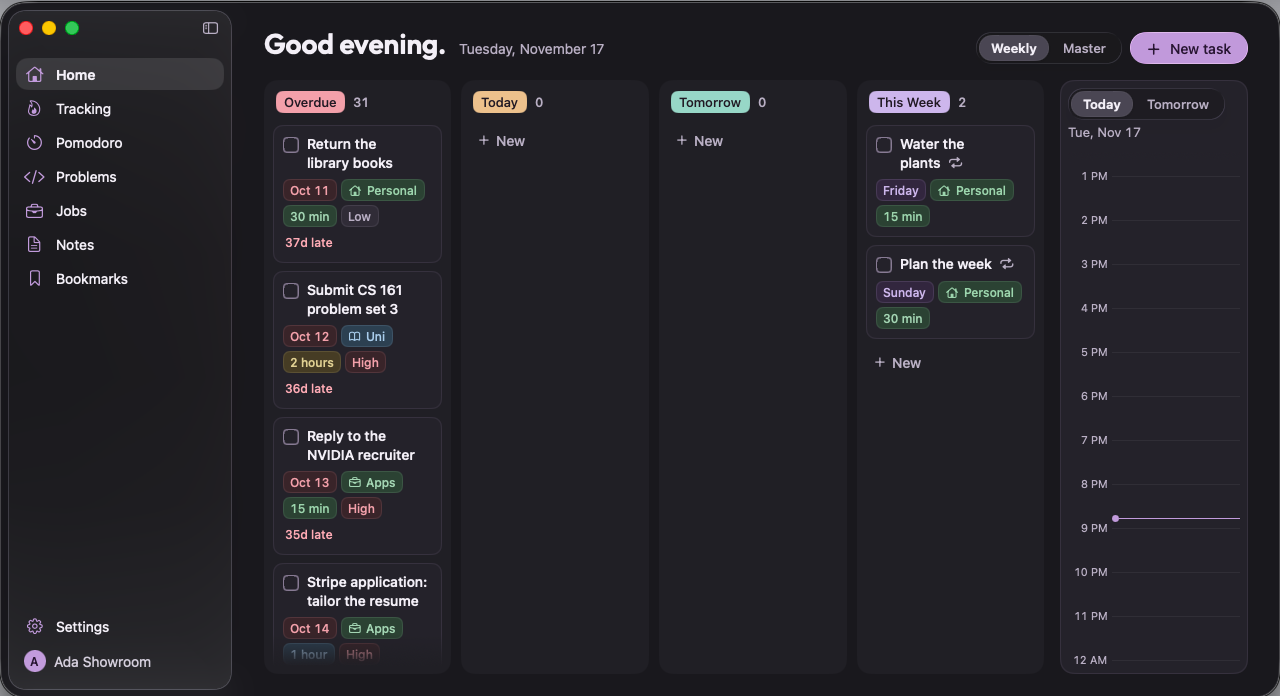 Home
Tracking
Pomodoro
Problems
Jobs
Notes
Bookmarks
Settings
A Ada Showroom
Good evening. Tuesday, November 17
Weekly Master + New task
Overdue 31
Return the
library books
Oct 11 Personal
30 min Low
37d late
Submit CS 161
problem set 3
Oct 12 Uni
2 hours High
36d late
Reply to the
NVIDIA recruiter
Oct 13 Apps
15 min High
35d late
Stripe application:
tailor the resume
Oct 14 Apps
1 hour High
Today 0
+ New
Tomorrow 0
+ New
This Week 2
Water the
plants
Friday Personal
15 min
Plan the week
Sunday Personal
30 min
+ New
Today Tomorrow
Tue, Nov 17
1 PM
2 PM
3 PM
4 PM
5 PM
6 PM
7 PM
8 PM
9 PM
10 PM
11 PM
12 AM